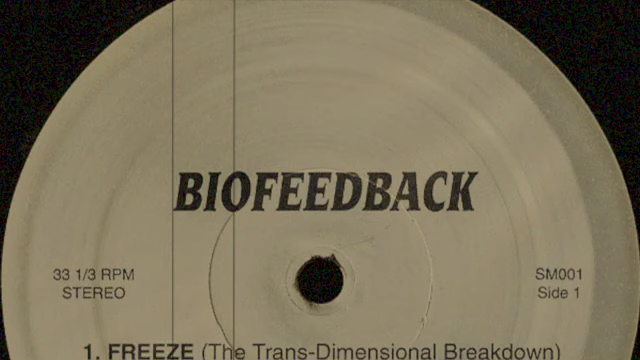 BIOFEEDBACK
33 1/3 RPM
STEREO
SM001
Side 1
1. FREEZE (The Trans-Dimensional Breakdown)